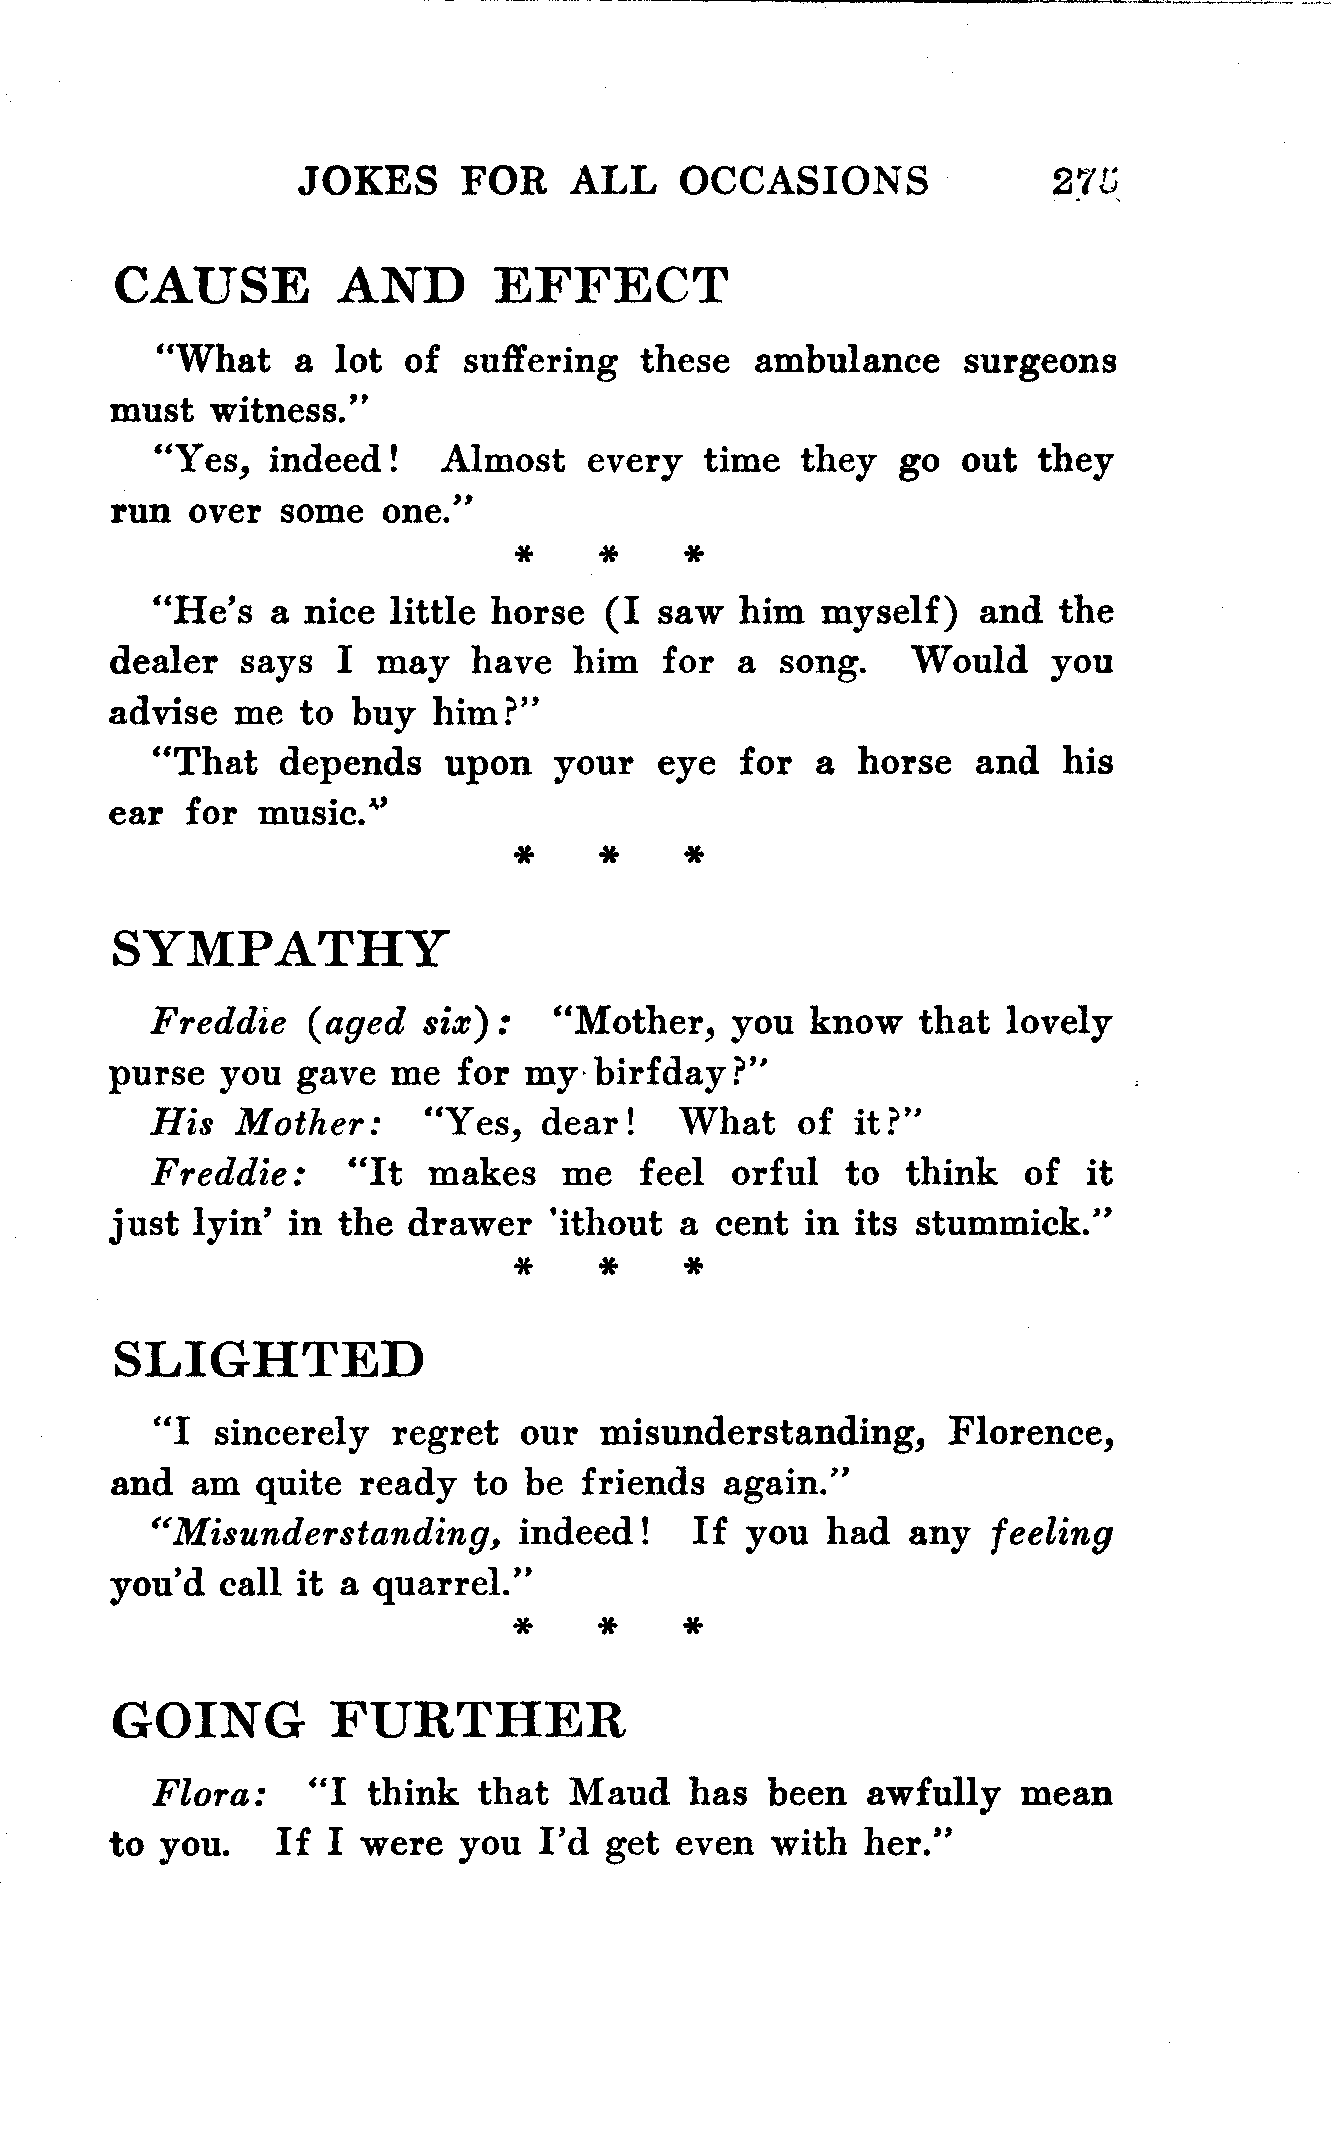 JOKES FOR ALL OCCASIONS 275
CAUSE AND EFFECT
"What a lot of suffering these ambulance surgeons
must witness."
"Yes, indeed! Almost every time they go out they
run over some one."
* * *
"He's a nice little horse (I saw him myself) and the
dealer says I may have him for a song. Would you
advise me to buy him?"
"That depends upon your eye for a horse and his
ear for music."
* * *
SYMPATHY
Freddie (aged six): "Mother, you know that lovely
purse you gave me for my birfday?"
His Mother: "Yes, dear! What of it?"
Freddie: "It makes me feel orful to think of it
just lyin' in the drawer 'ithout a cent in its stummick."
* * *
SLIGHTED
"I sincerely regret our misunderstanding, Florence,
and am quite ready to be friends again."
"Misunderstanding, indeed! If you had any feeling
you'd call it a quarrel."
* * *
GOING FURTHER
Flora: "I think that Maud has been awfully mean
to you. If I were you I'd get even with her."